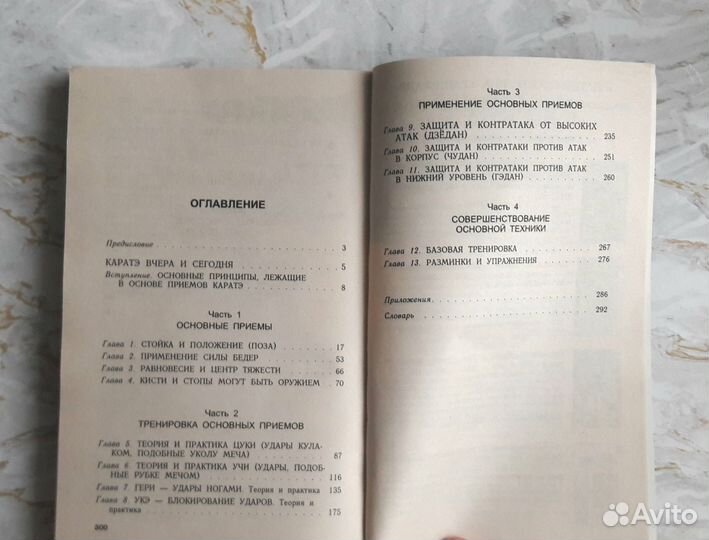 ОГЛАВЛЕНИЕ
Предисловие . . . . . . . . . . . . 3
КАРАТЭ ВЧЕРА И СЕГОДНЯ . . . . . . . 5
Вступление. ОСНОВНЫЕ ПРИНЦИПЫ, ЛЕЖАЩИЕ
В ОСНОВЕ ПРИЕМОВ КАРАТЭ . . . . . . . 8
Часть 1
ОСНОВНЫЕ ПРИЕМЫ
Глава 1. СТОЙКА И ПОЛОЖЕНИЕ (ПОЗА) . . . 17
Глава 2. ПРИМЕНЕНИЕ СИЛЫ БЕДЕР . . . . 53
Глава 3. РАВНОВЕСИЕ И ЦЕНТР ТЯЖЕСТИ . . . 66
Глава 4. КИСТИ И СТОПЫ МОГУТ БЫТЬ ОРУЖИЕМ . 70
Часть 2
ТРЕНИРОВКА ОСНОВНЫХ ПРИЕМОВ
Глава 5. ТЕОРИЯ И ПРАКТИКА ЦУКИ (УДАРЫ КУЛА-
КОМ, ПОДОБНЫЕ УКОЛУ МЕЧА) . . . . 87
Глава 6. ТЕОРИЯ И ПРАКТИКА УЧИ (УДАРЫ, ПОДОБ-
НЫЕ РУБКЕ МЕЧОМ) . . . . . . . 116
Глава 7. ГЕРИ — УДАРЫ НОГАМИ. Теория и практика 135
Глава 8. УКЭ — БЛОКИРОВАНИЕ УДАРОВ. Теория и
практика . . . . . . . . . . 175
300
Часть 3
ПРИМЕНЕНИЕ ОСНОВНЫХ ПРИЕМОВ
Глава 9. ЗАЩИТА И КОНТРАТАКА ОТ ВЫСОКИХ
АТАК (ДЗЁДАН) . . . . . . . . 235
Глава 10. ЗАЩИТА И КОНТРАТАКИ ПРОТИВ АТАК
В КОРПУС (ЧУДАН) . . . . . . . 251
Глава 11. ЗАЩИТА И КОНТРАТАКИ ПРОТИВ АТАК
В НИЖНИЙ УРОВЕНЬ (ГЭДАН) . . . . 260
Часть 4
СОВЕРШЕНСТВОВАНИЕ
ОСНОВНОЙ ТЕХНИКИ
Глава 12. БАЗОВАЯ ТРЕНИРОВКА . . . . . 267
Глава 13. РАЗМИНКИ И УПРАЖНЕНИЯ . . . . 276
Приложения . . . . . . . . . . . 286
Словарь . . . . . . . . . . . . 292
Avito